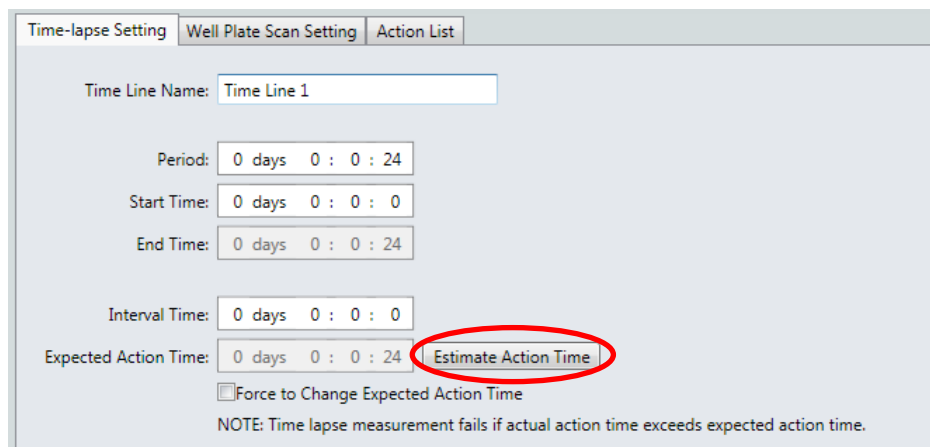 Time-lapse Setting Well Plate Scan Setting Action List
Time Line Name: Time Line 1
Period: 0 days 0 : 0 : 24
Start Time: 0 days 0 : 0 : 0
End Time: 0 days 0 : 0 : 24
Interval Time: 0 days 0 : 0 : 0
Expected Action Time: 0 days 0 : 0 : 24 Estimate Action Time
Force to Change Expected Action Time
NOTE: Time lapse measurement fails if actual action time exceeds expected action time.